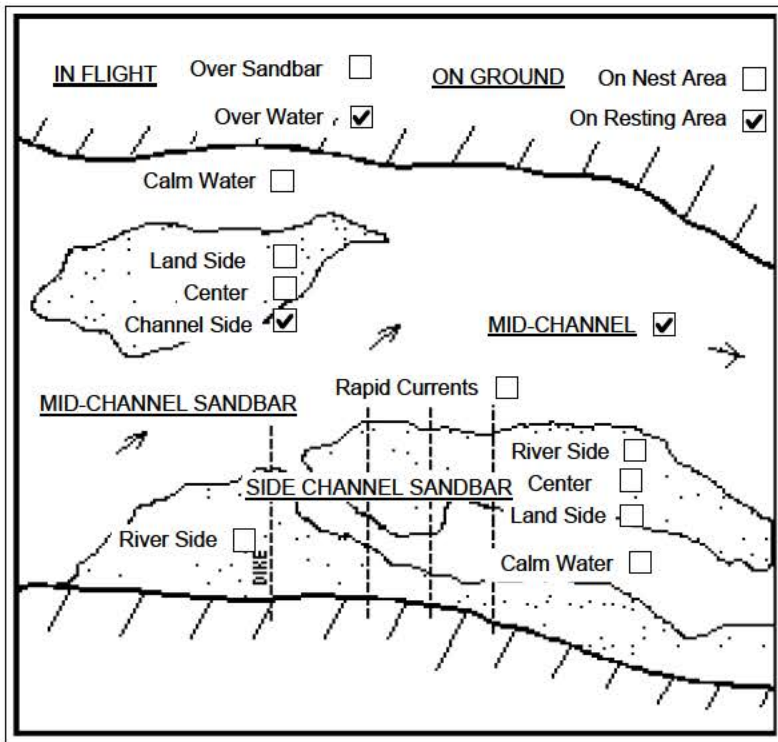 IN FLIGHT Over Sandbar ON GROUND On Nest Area
Over Water On Resting Area
Calm Water
Land Side
Center
Channel Side MID-CHANNEL
Rapid Currents
MID-CHANNEL SANDBAR
River Side
SIDE CHANNEL SANDBAR Center
Land Side
River Side
DIKE
Calm Water